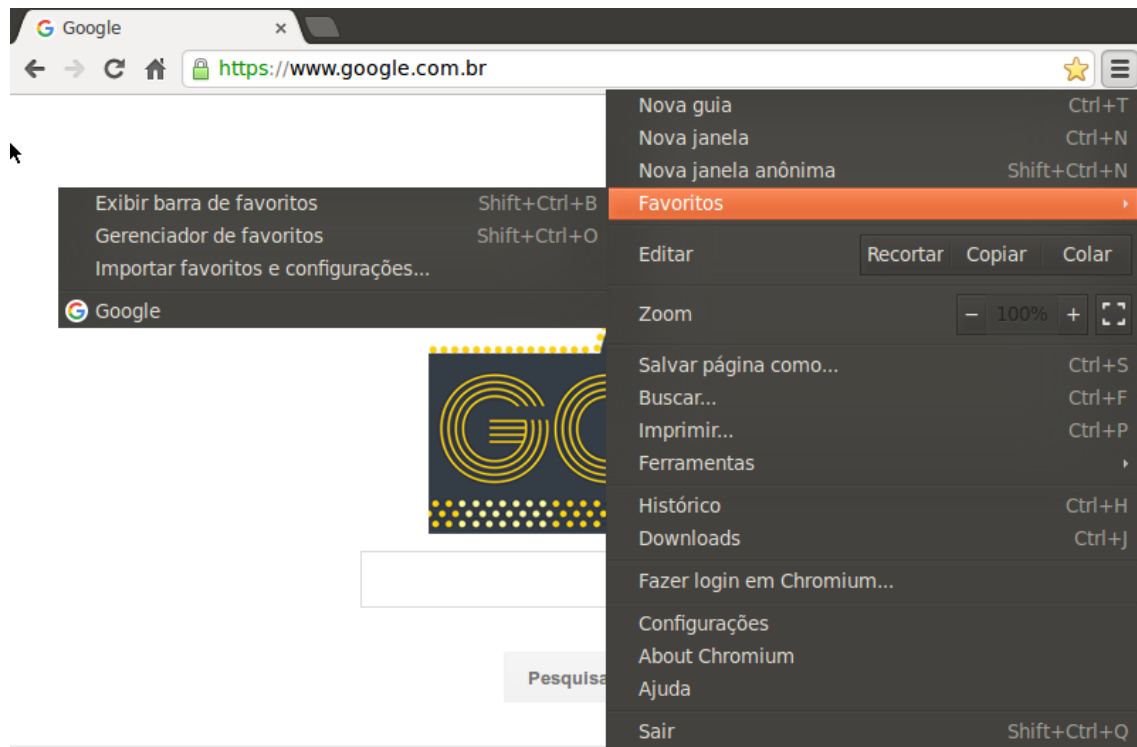 Google
https://www.google.com.br
Nova guia Ctrl+T
Nova janela Ctrl+N
Nova janela anônima Shift+Ctrl+N
Favoritos
Exibir barra de favoritos Shift+Ctrl+B
Gerenciador de favoritos Shift+Ctrl+O
Importar favoritos e configurações...
Google
Editar Recortar Copiar Colar
Zoom − 100% +
Salvar página como... Ctrl+S
Buscar... Ctrl+F
Imprimir... Ctrl+P
Ferramentas
Histórico Ctrl+H
Downloads Ctrl+J
Fazer login em Chromium...
Configurações
About Chromium
Ajuda
Sair Shift+Ctrl+Q
GO
Pesquisa